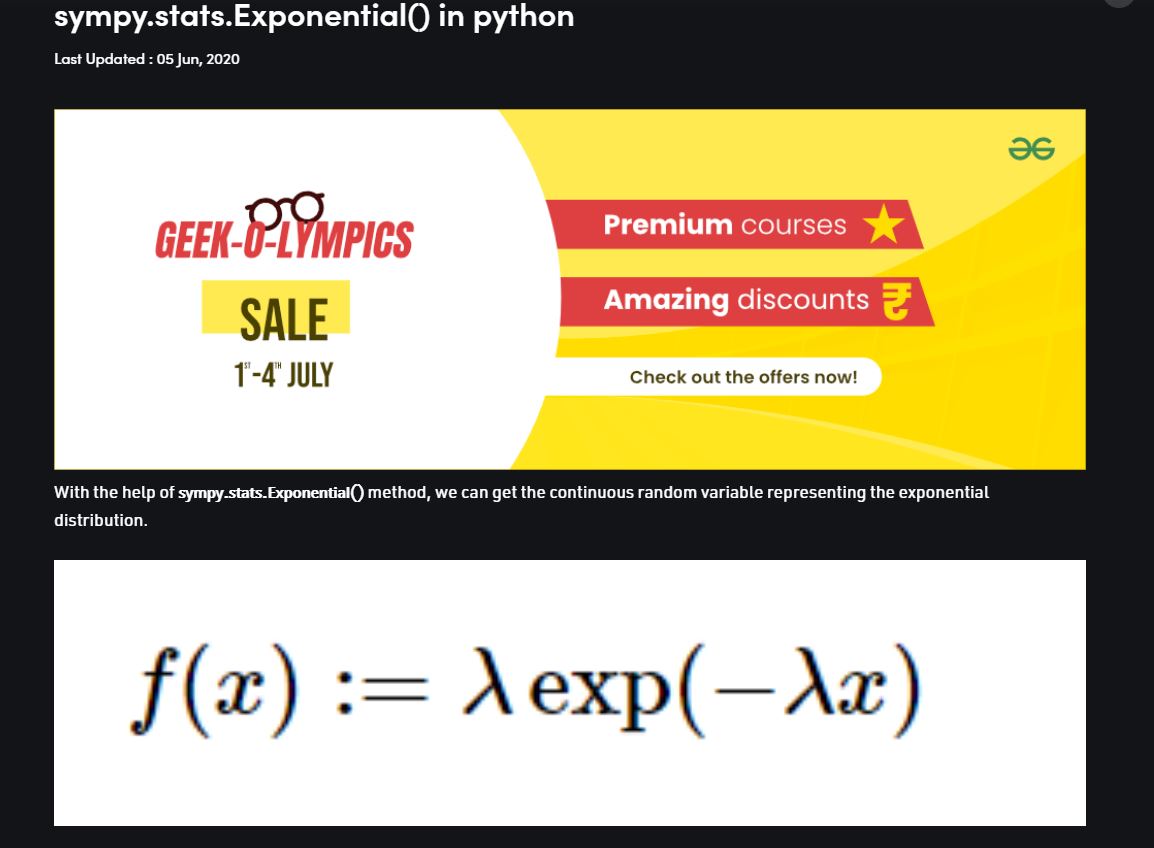 sympy.stats.Exponential() in python
Last Updated : 05 Jun, 2020
GEEK-O-LYMPICS
SALE
1ST-4TH JULY
Premium courses
Amazing discounts ₹
Check out the offers now!
With the help of sympy.stats.Exponential() method, we can get the continuous random variable representing the exponential
distribution.
f(x) := λ exp(−λx)